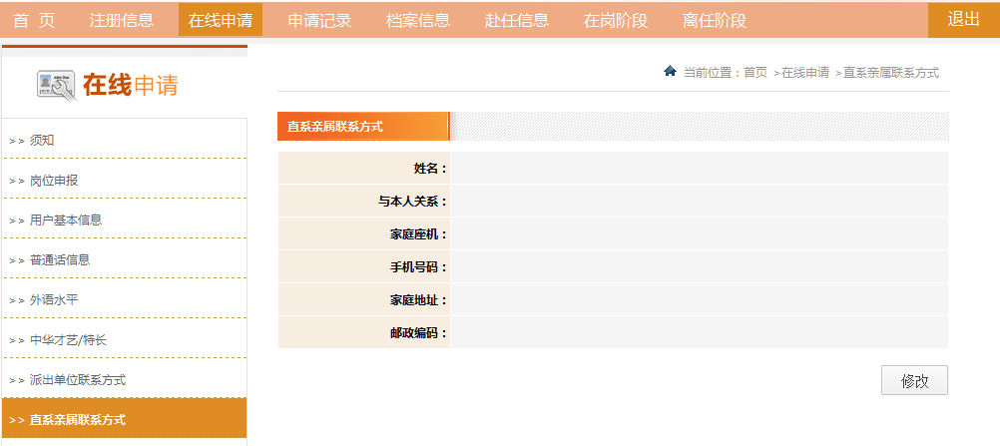 首 页 注册信息 在线申请 申请记录 档案信息 赴任信息 在岗阶段 离任阶段 退出
在线申请
当前位置：首页 >在线申请 >直系亲属联系方式
>> 须知
>> 岗位申报
>> 用户基本信息
>> 普通话信息
>> 外语水平
>> 中华才艺/特长
>> 派出单位联系方式
>> 直系亲属联系方式
直系亲属联系方式
姓名：
与本人关系：
家庭座机：
手机号码：
家庭地址：
邮政编码：
修改